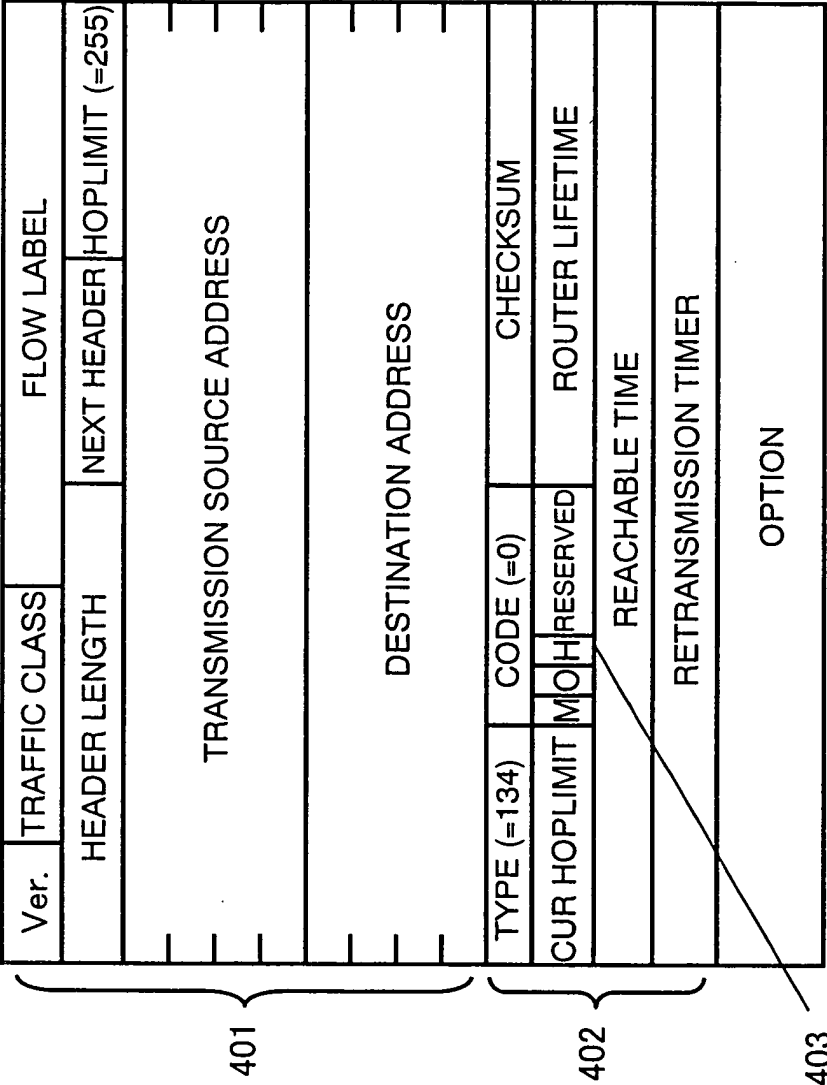 Ver. TRAFFIC CLASS FLOW LABEL
HEADER LENGTH NEXT HEADER HOPLIMIT (=255)
TRANSMISSION SOURCE ADDRESS
DESTINATION ADDRESS
401
TYPE (=134) CODE (=0) CHECKSUM
CUR HOPLIMIT M O H RESERVED ROUTER LIFETIME
REACHABLE TIME
RETRANSMISSION TIMER
402
OPTION
403